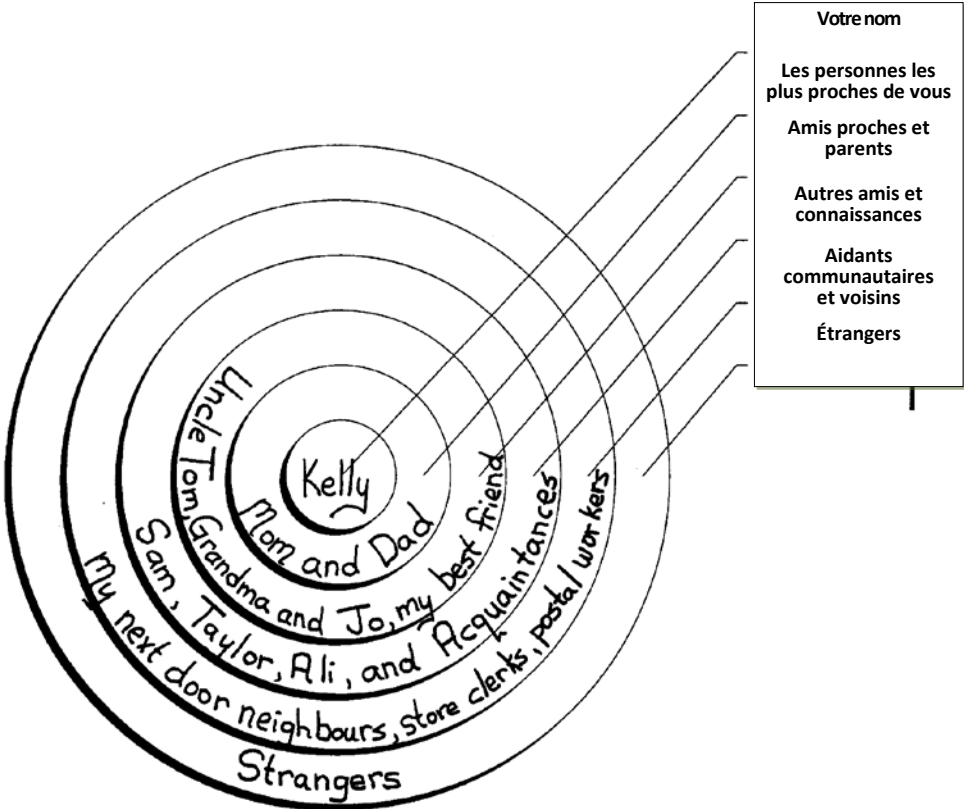 Votre nom
Les personnes les
plus proches de vous
Amis proches et
parents
Autres amis et
connaissances
Aidants
communautaires
et voisins
Étrangers
Kelly
Mom and Dad
Uncle Tom, Grandma and Jo, my best friend
Sam, Taylor, Ali, and Acquaintances
My next door neighbours, store clerks, postal workers
Strangers